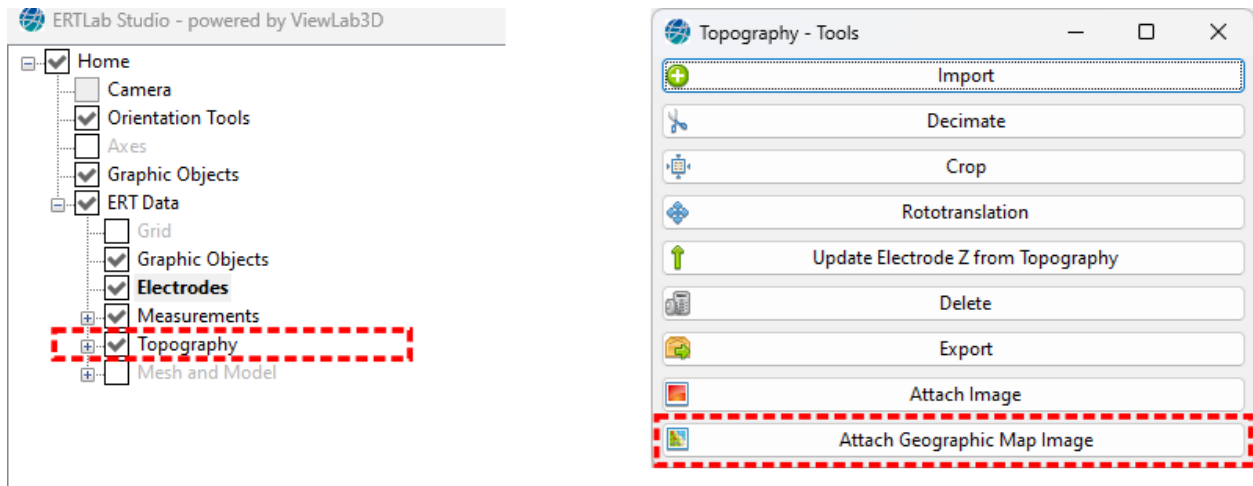 ERTLab Studio - powered by ViewLab3D
Home
Camera
Orientation Tools
Axes
Graphic Objects
ERT Data
Grid
Graphic Objects
Electrodes
Measurements
Topography
Mesh and Model
Topography - Tools
Import
Decimate
Crop
Rototranslation
Update Electrode Z from Topography
Delete
Export
Attach Image
Attach Geographic Map Image